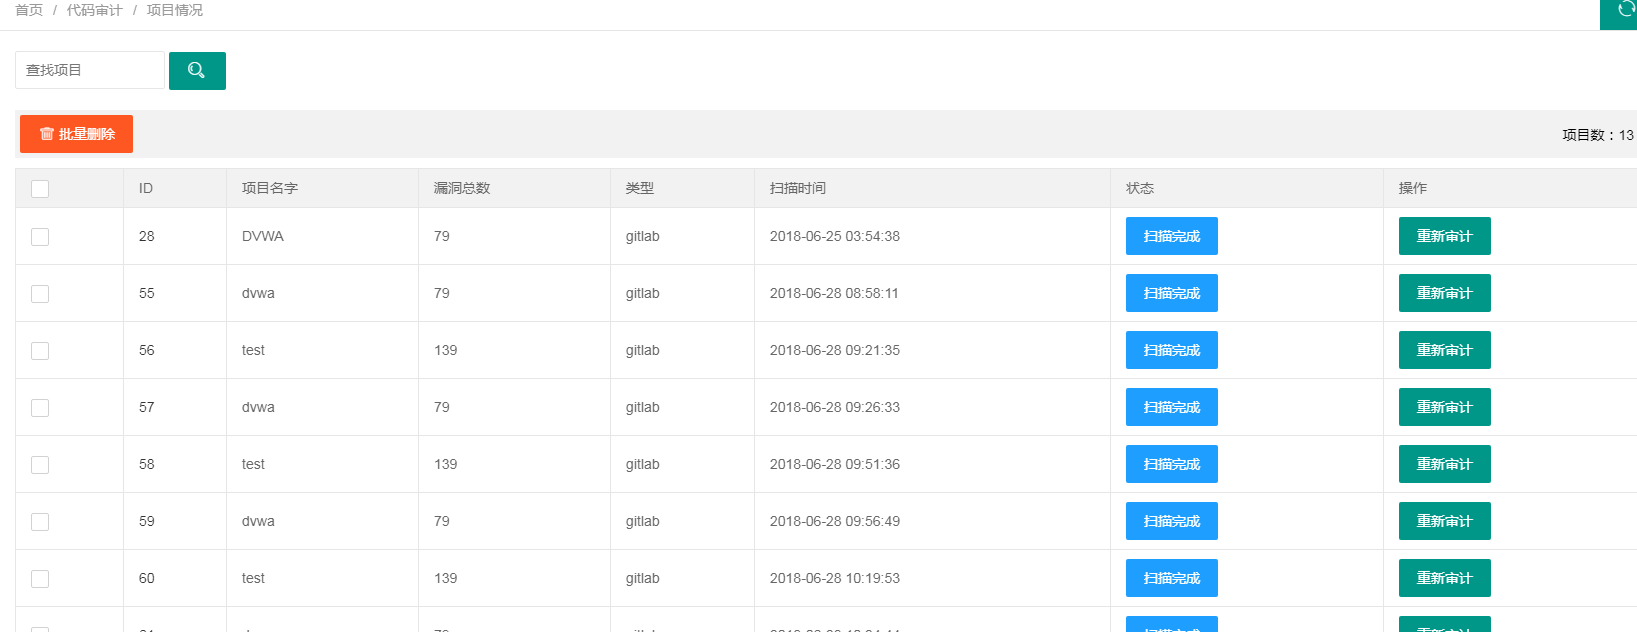 首页 / 代码审计 / 项目情况
查找项目
批量删除 项目数：13
ID 项目名字 漏洞总数 类型 扫描时间 状态 操作
28 DVWA 79 gitlab 2018-06-25 03:54:38 扫描完成 重新审计
55 dvwa 79 gitlab 2018-06-28 08:58:11 扫描完成 重新审计
56 test 139 gitlab 2018-06-28 09:21:35 扫描完成 重新审计
57 dvwa 79 gitlab 2018-06-28 09:26:33 扫描完成 重新审计
58 test 139 gitlab 2018-06-28 09:51:36 扫描完成 重新审计
59 dvwa 79 gitlab 2018-06-28 09:56:49 扫描完成 重新审计
60 test 139 gitlab 2018-06-28 10:19:53 扫描完成 重新审计